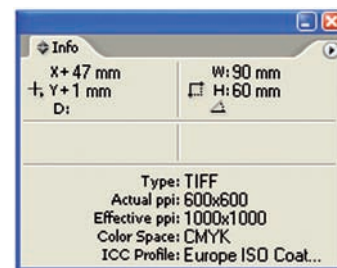 Info
X+ 47 mm
Y+ 1 mm
D:
W: 90 mm
H: 60 mm
Type: TIFF
Actual ppi: 600x600
Effective ppi: 1000x1000
Color Space: CMYK
ICC Profile: Europe ISO Coat...